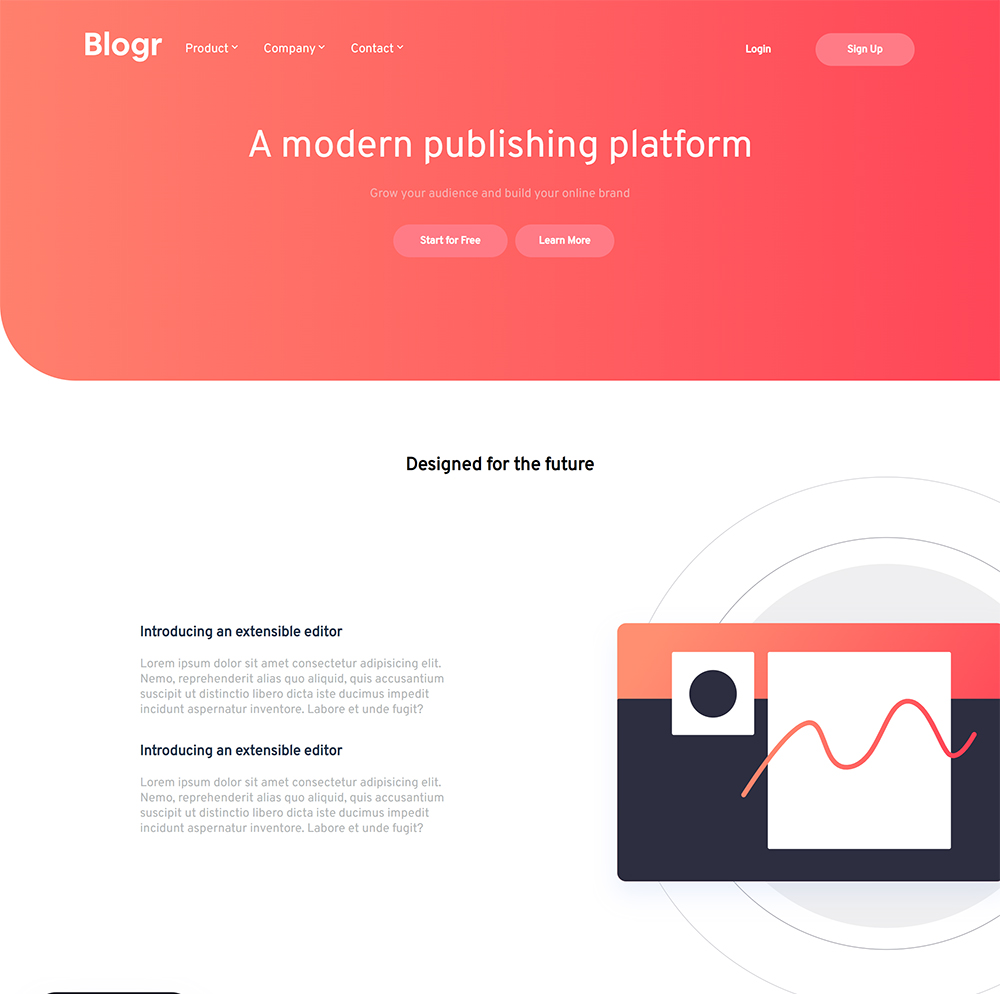 Blogr Product Company Contact Login Sign Up
A modern publishing platform
Grow your audience and build your online brand
Start for Free Learn More
Designed for the future
Introducing an extensible editor
Lorem ipsum dolor sit amet consectetur adipisicing elit.
Nemo, reprehenderit alias quo aliquid, quis accusantium
suscipit ut distinctio libero dicta iste ducimus impedit
incidunt aspernatur inventore. Labore et unde fugit?
Introducing an extensible editor
Lorem ipsum dolor sit amet consectetur adipisicing elit.
Nemo, reprehenderit alias quo aliquid, quis accusantium
suscipit ut distinctio libero dicta iste ducimus impedit
incidunt aspernatur inventore. Labore et unde fugit?